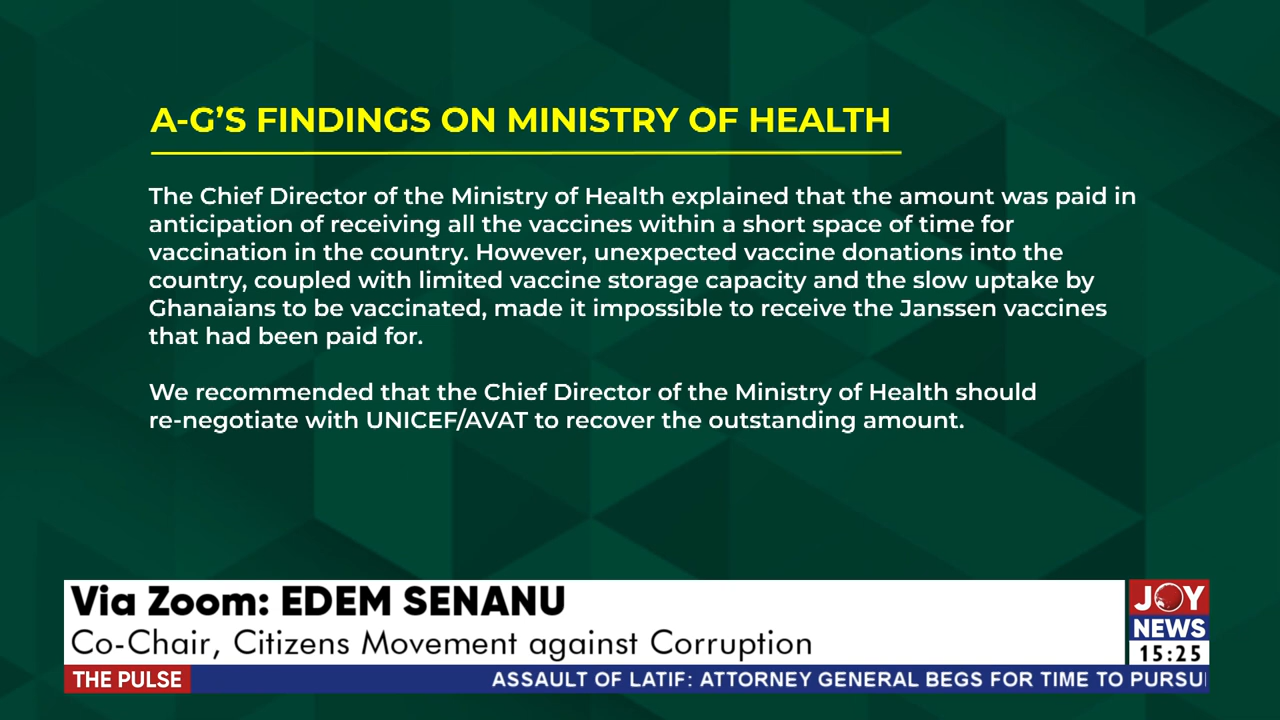 A-G'S FINDINGS ON MINISTRY OF HEALTH
The Chief Director of the Ministry of Health explained that the amount was paid in
anticipation of receiving all the vaccines within a short space of time for
vaccination in the country. However, unexpected vaccine donations into the
country, coupled with limited vaccine storage capacity and the slow uptake by
Ghanaians to be vaccinated, made it impossible to receive the Janssen vaccines
that had been paid for.
We recommended that the Chief Director of the Ministry of Health should
re-negotiate with UNICEF/AVAT to recover the outstanding amount.
Via Zoom: EDEM SENANU
Co-Chair, Citizens Movement against Corruption
JOY
NEWS
15:25
THE PULSE
ASSAULT OF LATIF: ATTORNEY GENERAL BEGS FOR TIME TO PURSU